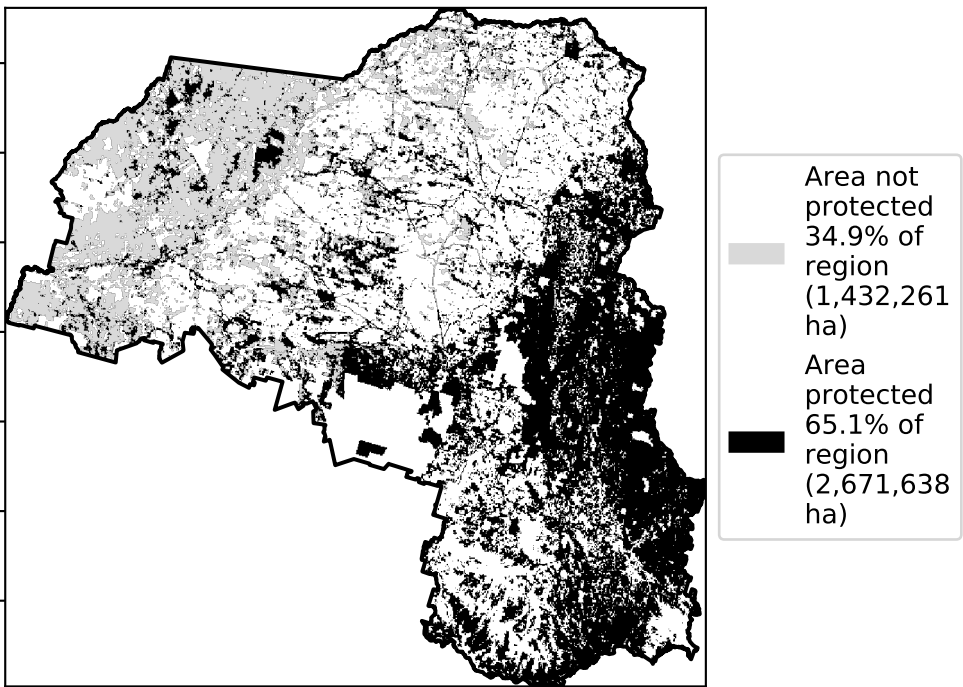 Area not
protected
34.9% of
region
(1,432,261
ha)
Area
protected
65.1% of
region
(2,671,638
ha)